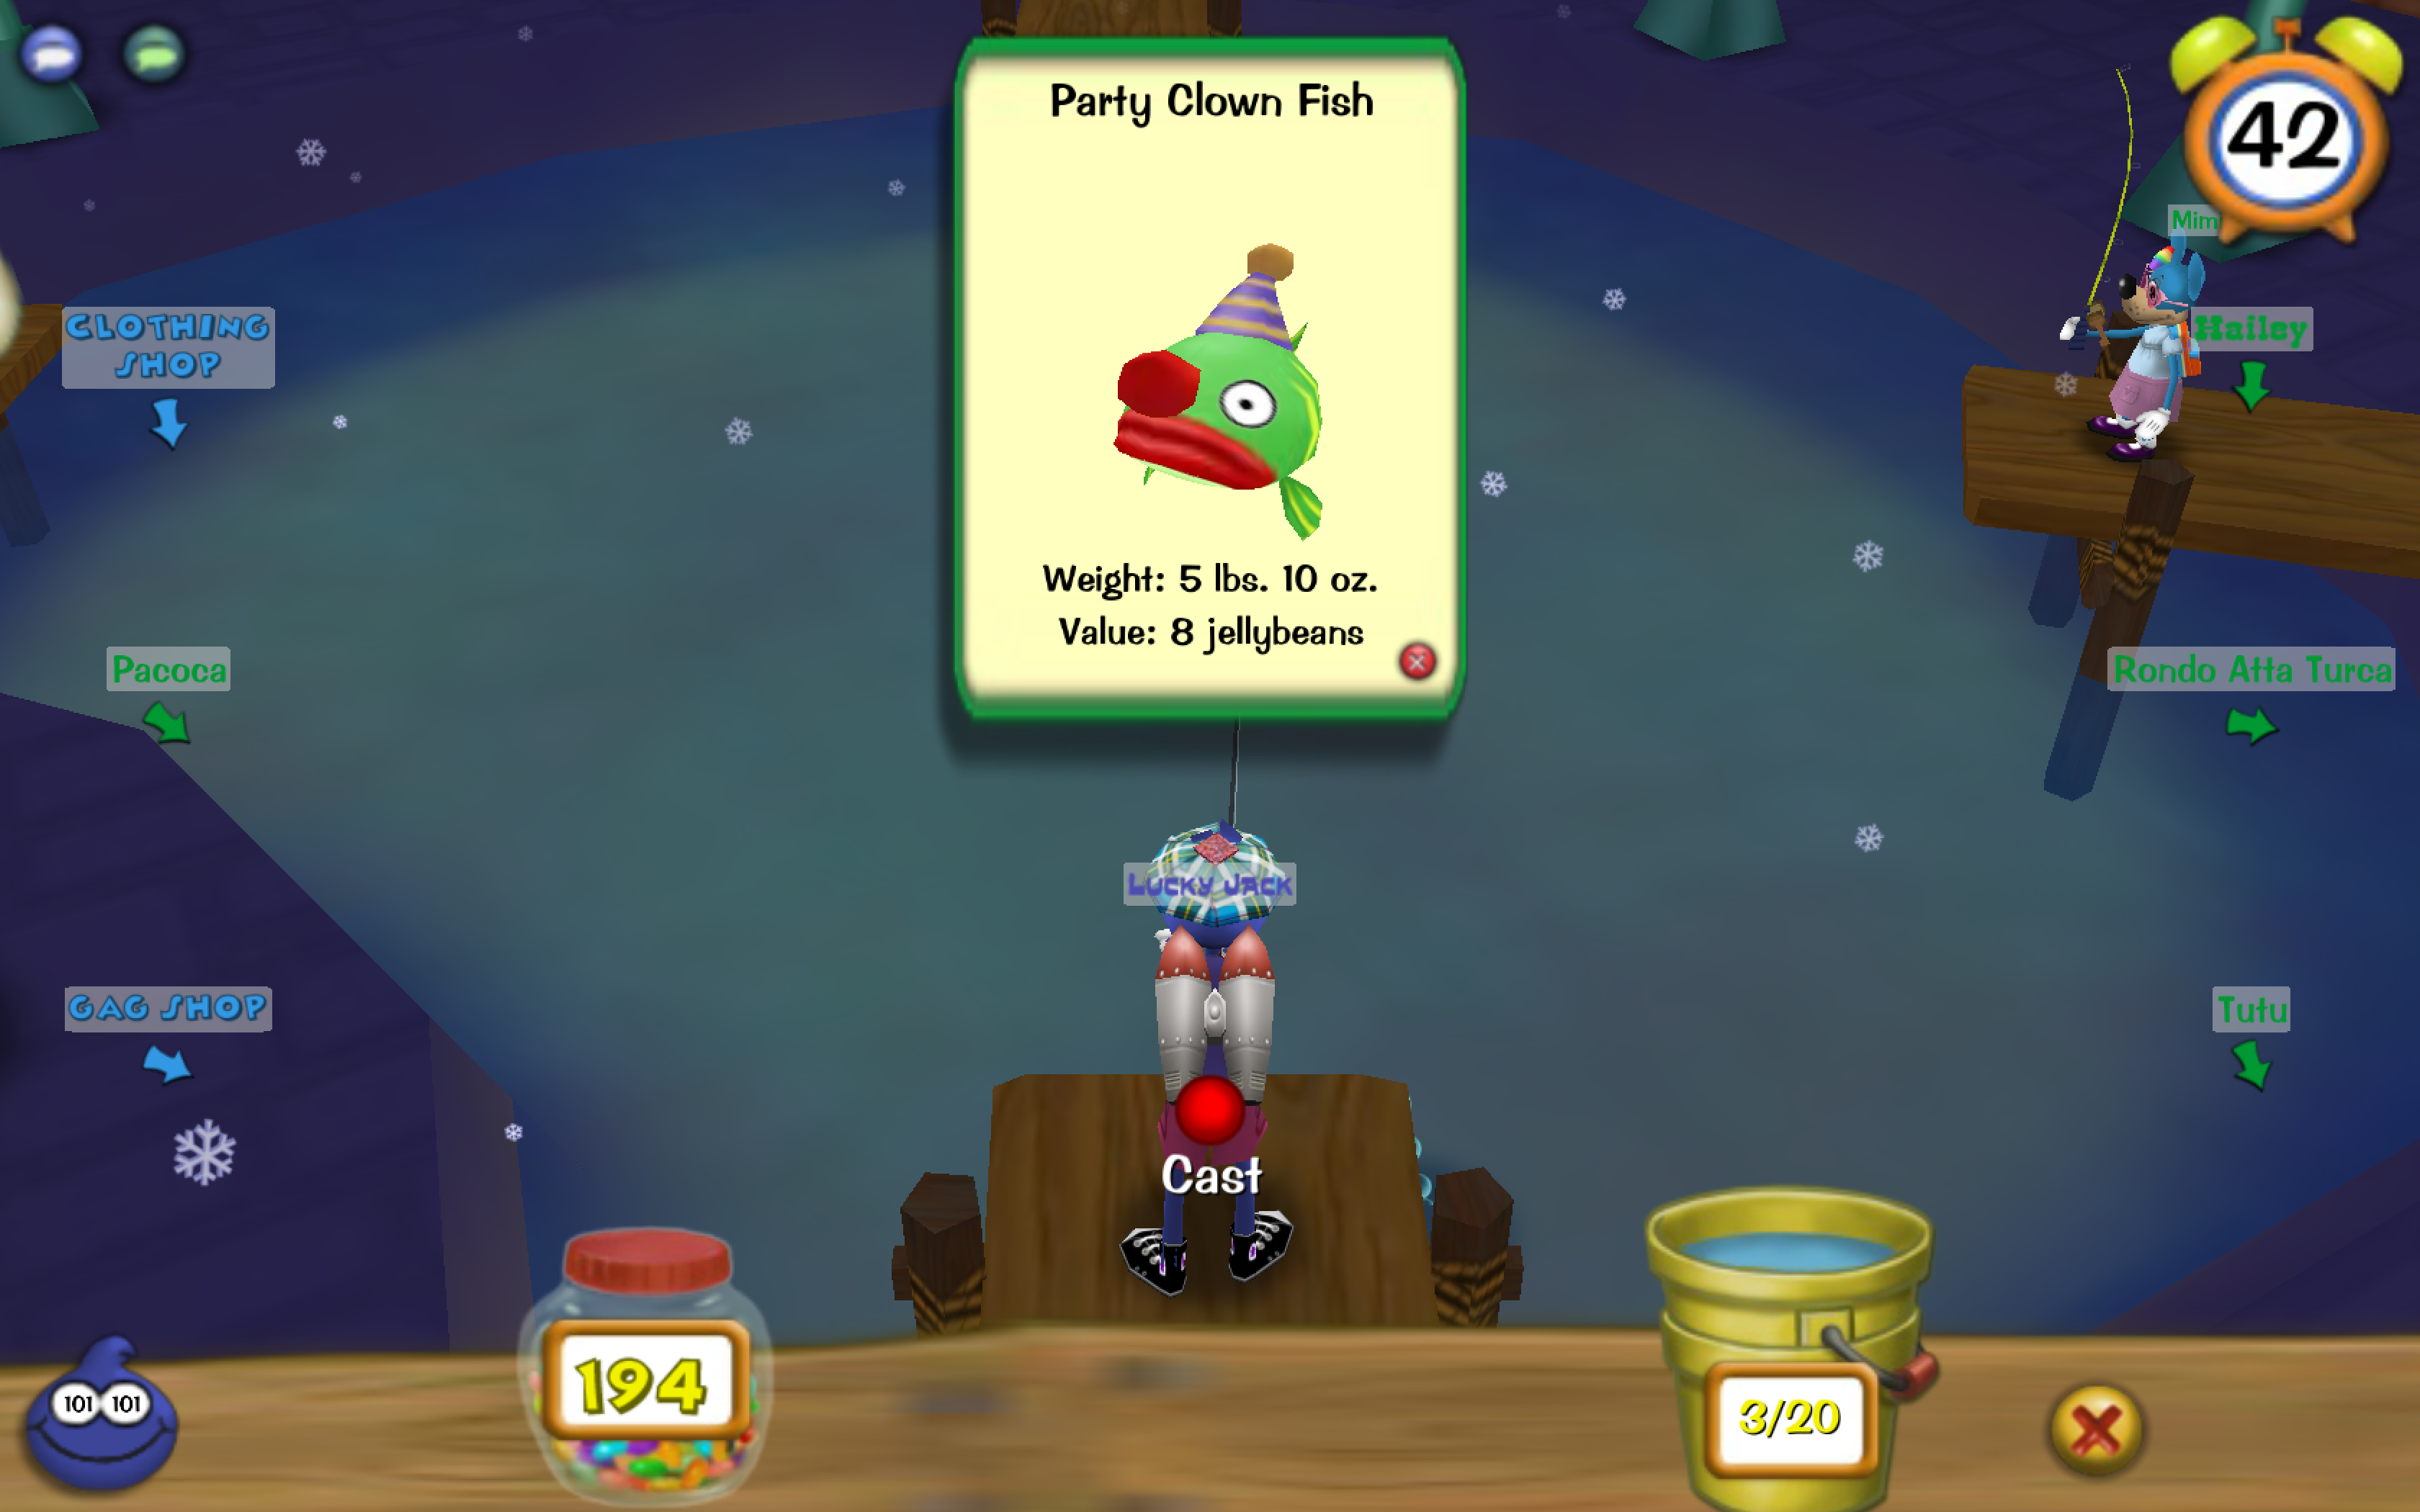 Party Clown Fish
42
Mim
CLOTHING
SHOP
Hailey
Weight: 5 lbs. 10 oz.
Value: 8 jellybeans
Pacoca
Rondo Atta Turca
Lucky Jack
GAG SHOP
Tutu
Cast
101 101
194
3/20